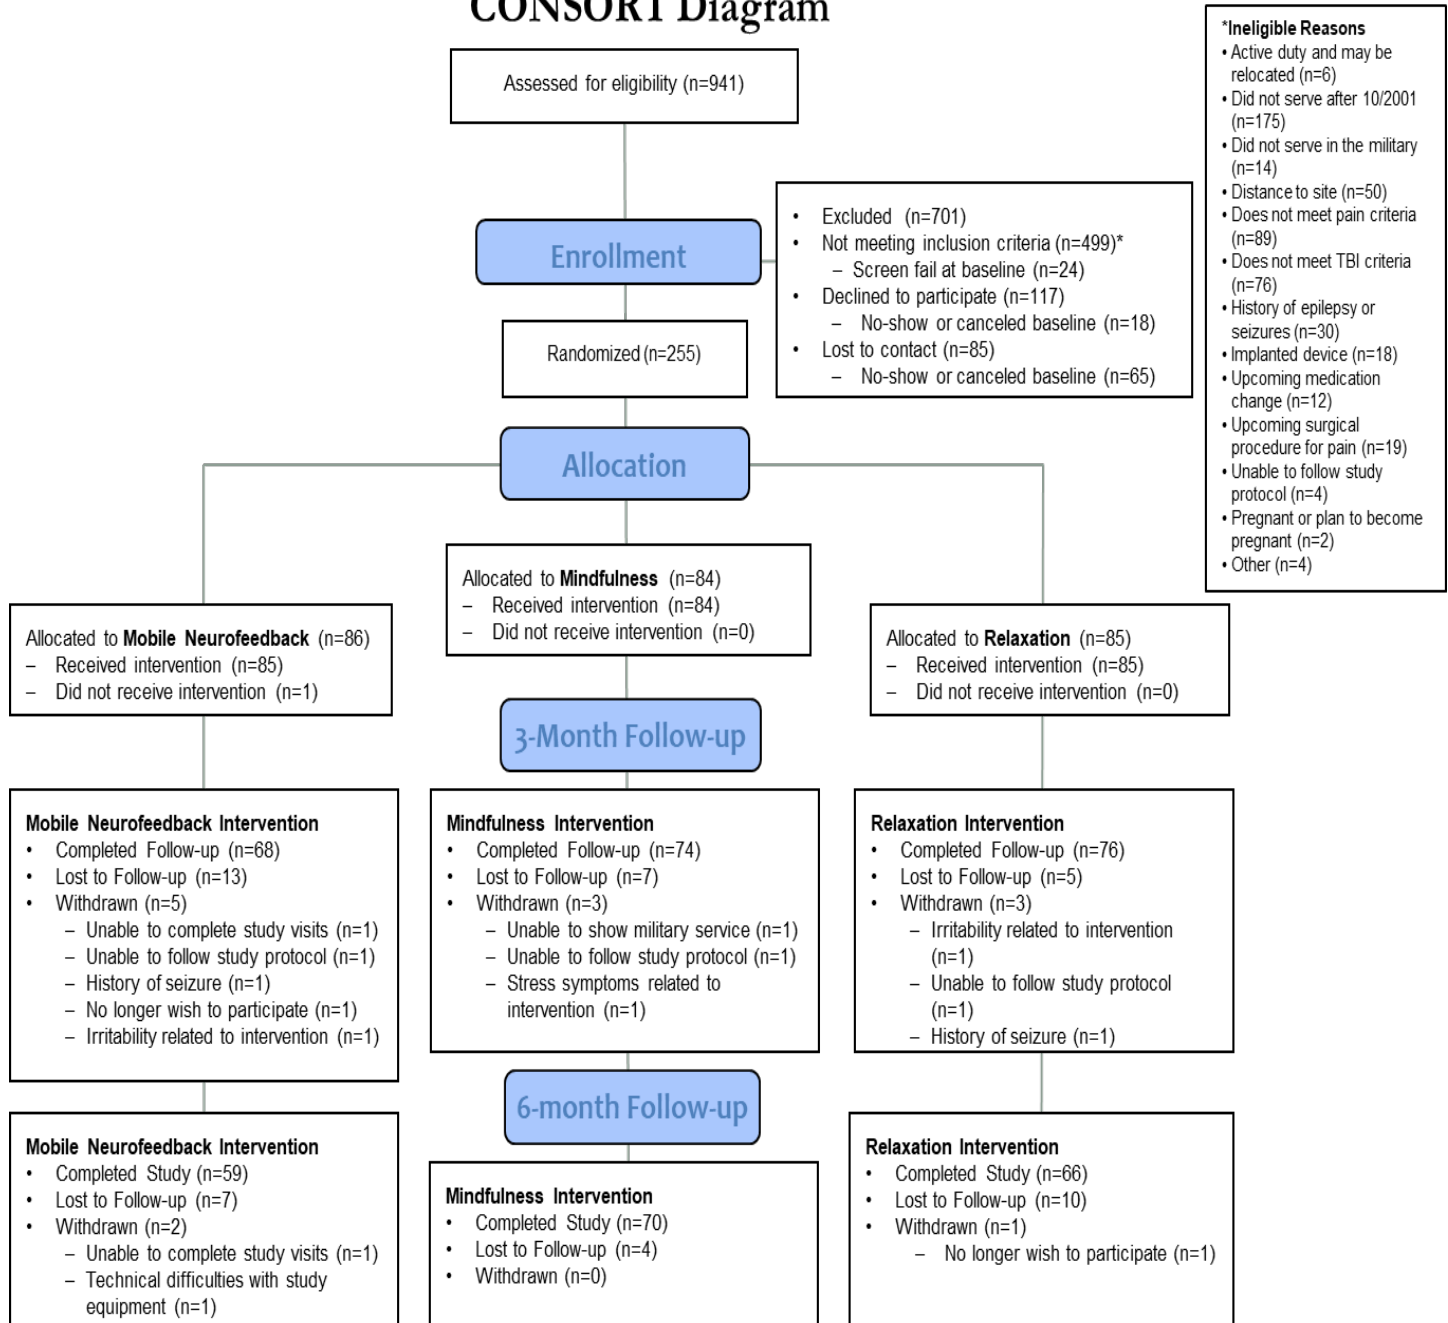 CONSORT Diagram
Assessed for eligibility (n=941)
*Ineligible Reasons
• Active duty and may be
relocated (n=6)
• Did not serve after 10/2001
(n=175)
• Did not serve in the military
(n=14)
• Distance to site (n=50)
• Does not meet pain criteria
(n=89)
• Does not meet TBI criteria
(n=76)
• History of epilepsy or
seizures (n=30)
• Implanted device (n=18)
• Upcoming medication
change (n=12)
• Upcoming surgical
procedure for pain (n=19)
• Unable to follow study
protocol (n=4)
• Pregnant or plan to become
pregnant (n=2)
• Other (n=4)
Enrollment
• Excluded (n=701)
• Not meeting inclusion criteria (n=499)*
– Screen fail at baseline (n=24)
• Declined to participate (n=117)
– No-show or canceled baseline (n=18)
• Lost to contact (n=85)
– No-show or canceled baseline (n=65)
Randomized (n=255)
Allocation
Allocated to Mobile Neurofeedback (n=86)
– Received intervention (n=85)
– Did not receive intervention (n=1)
Allocated to Mindfulness (n=84)
– Received intervention (n=84)
– Did not receive intervention (n=0)
Allocated to Relaxation (n=85)
– Received intervention (n=85)
– Did not receive intervention (n=0)
3-Month Follow-up
Mobile Neurofeedback Intervention
• Completed Follow-up (n=68)
• Lost to Follow-up (n=13)
• Withdrawn (n=5)
– Unable to complete study visits (n=1)
– Unable to follow study protocol (n=1)
– History of seizure (n=1)
– No longer wish to participate (n=1)
– Irritability related to intervention (n=1)
Mindfulness Intervention
• Completed Follow-up (n=74)
• Lost to Follow-up (n=7)
• Withdrawn (n=3)
– Unable to show military service (n=1)
– Unable to follow study protocol (n=1)
– Stress symptoms related to
intervention (n=1)
Relaxation Intervention
• Completed Follow-up (n=76)
• Lost to Follow-up (n=5)
• Withdrawn (n=3)
– Irritability related to intervention
(n=1)
– Unable to follow study protocol
(n=1)
– History of seizure (n=1)
6-month Follow-up
Mobile Neurofeedback Intervention
• Completed Study (n=59)
• Lost to Follow-up (n=7)
• Withdrawn (n=2)
– Unable to complete study visits (n=1)
– Technical difficulties with study
equipment (n=1)
Mindfulness Intervention
• Completed Study (n=70)
• Lost to Follow-up (n=4)
• Withdrawn (n=0)
Relaxation Intervention
• Completed Study (n=66)
• Lost to Follow-up (n=10)
• Withdrawn (n=1)
– No longer wish to participate (n=1)